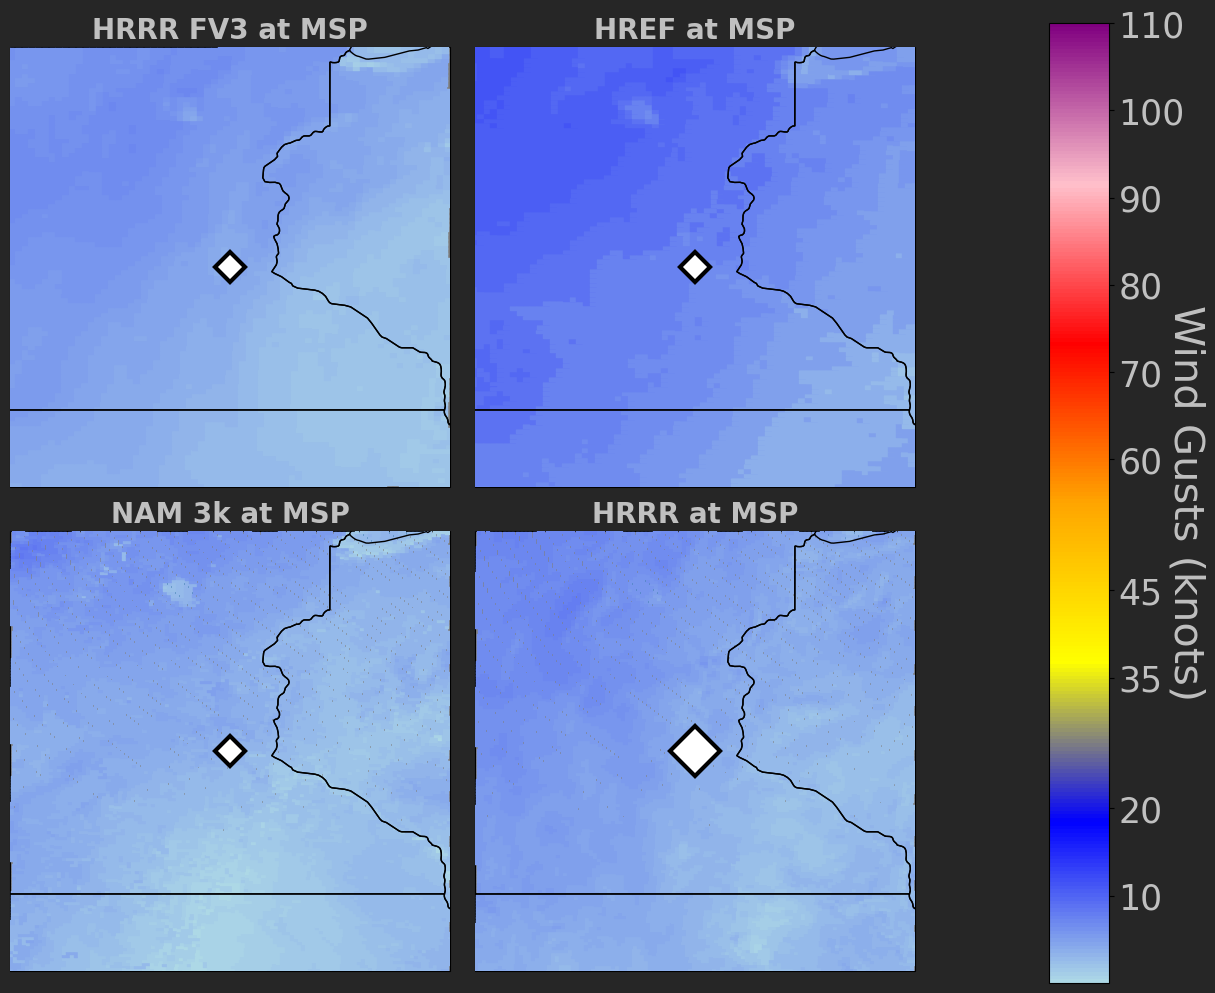 HRRR FV3 at MSP
HREF at MSP
NAM 3k at MSP
HRRR at MSP
110
100
90
80
70
60
45
35
20
10
Wind Gusts (knots)